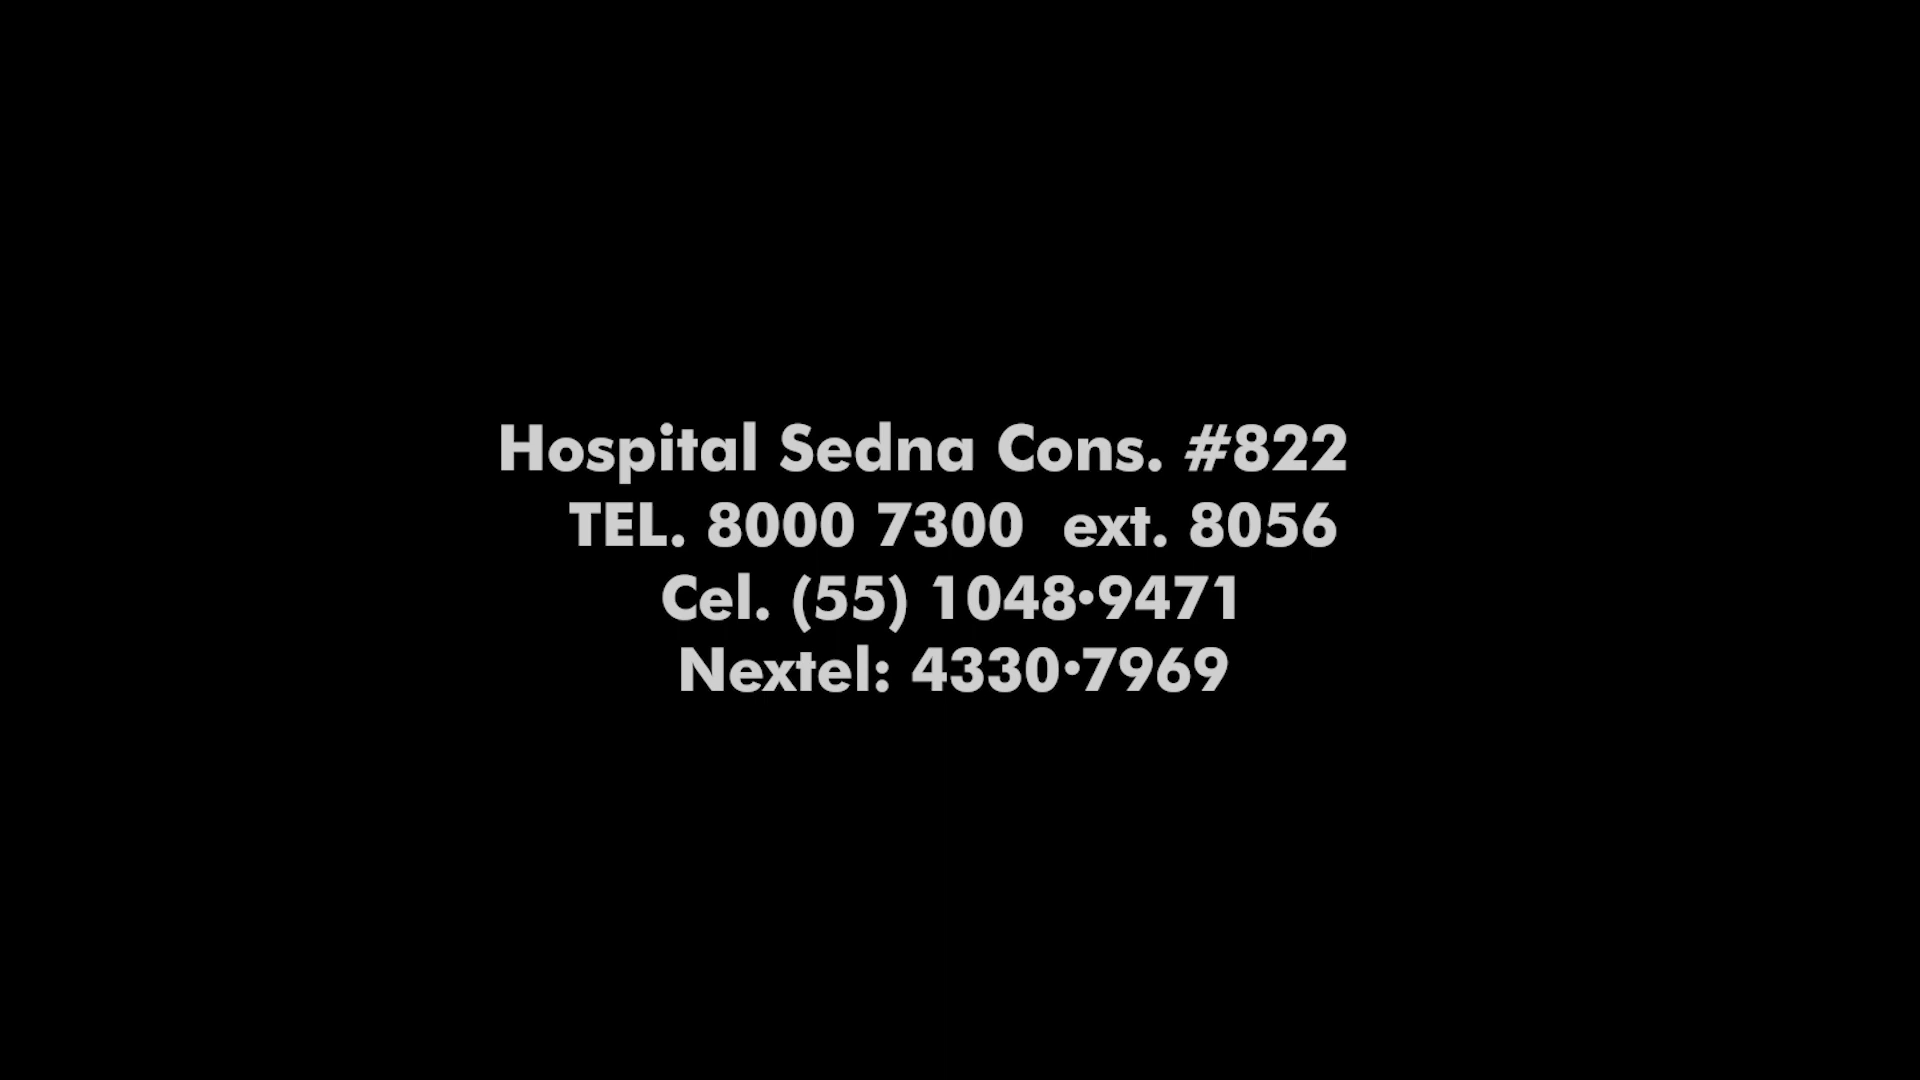 Hospital Sedna Cons. #822
TEL. 8000 7300  ext. 8056
Cel. (55) 1048•9471
Nextel: 4330•7969